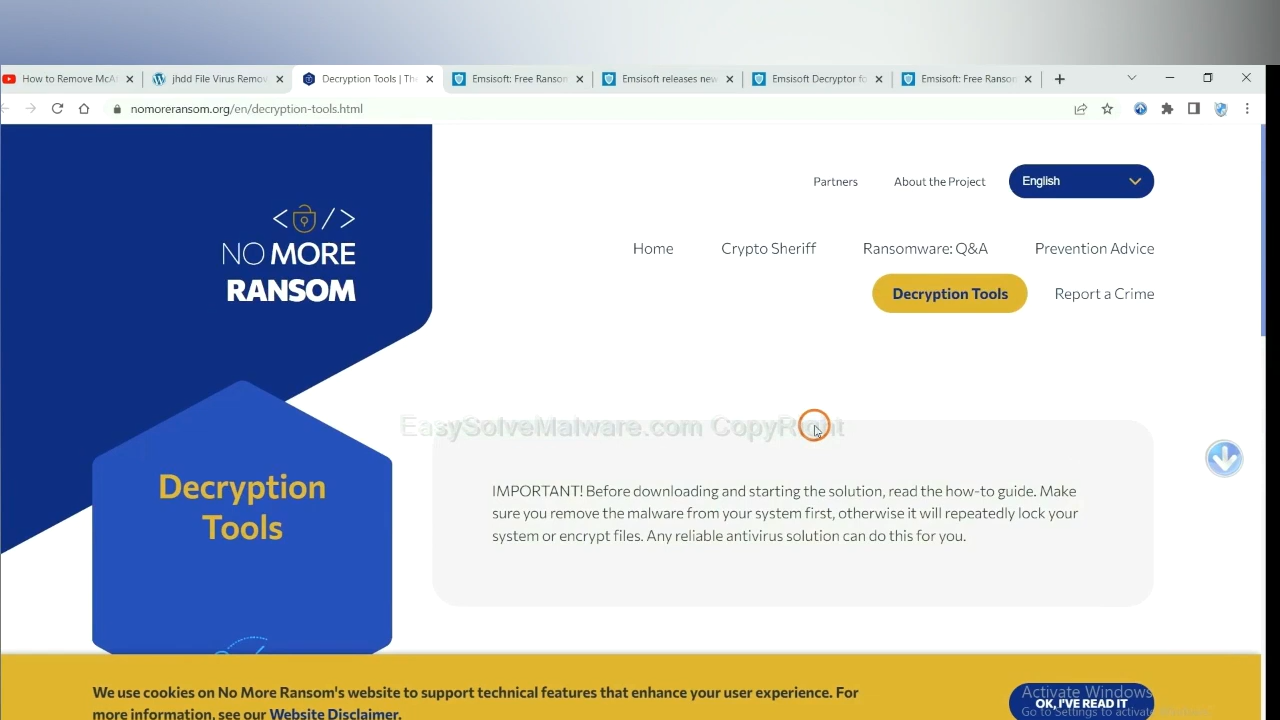 How to Remove McAf
jhdd File Virus Remov
Decryption Tools | Th
Emsisoft: Free Ransom
Emsisoft releases new
Emsisoft Decryptor fo
Emsisoft: Free Ransom
nomoreransom.org/en/decryption-tools.html
Partners
About the Project
English
</>
NO MORE
RANSOM
Home
Crypto Sheriff
Ransomware: Q&A
Prevention Advice
Decryption Tools
Report a Crime
EasySolveMalware.com CopyRight
Decryption
Tools
IMPORTANT! Before downloading and starting the solution, read the how-to guide. Make
sure you remove the malware from your system first, otherwise it will repeatedly lock your
system or encrypt files. Any reliable antivirus solution can do this for you.
We use cookies on No More Ransom's website to support technical features that enhance your user experience. For
more information, see our Website Disclaimer.
Activate Windows
OK, I'VE READ IT
Go to Settings to activate